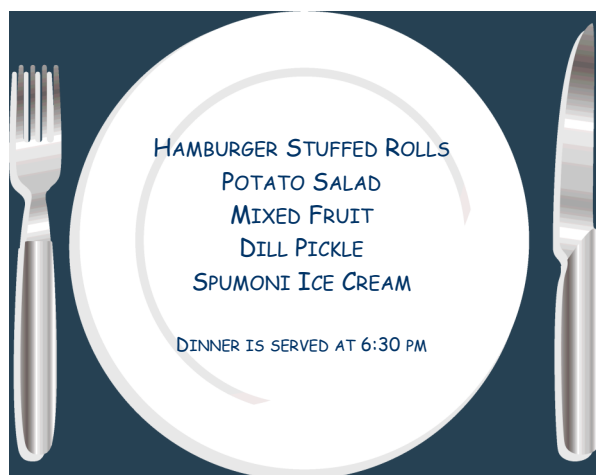 Hamburger Stuffed Rolls
Potato Salad
Mixed Fruit
Dill Pickle
Spumoni Ice Cream
Dinner is served at 6:30 pm